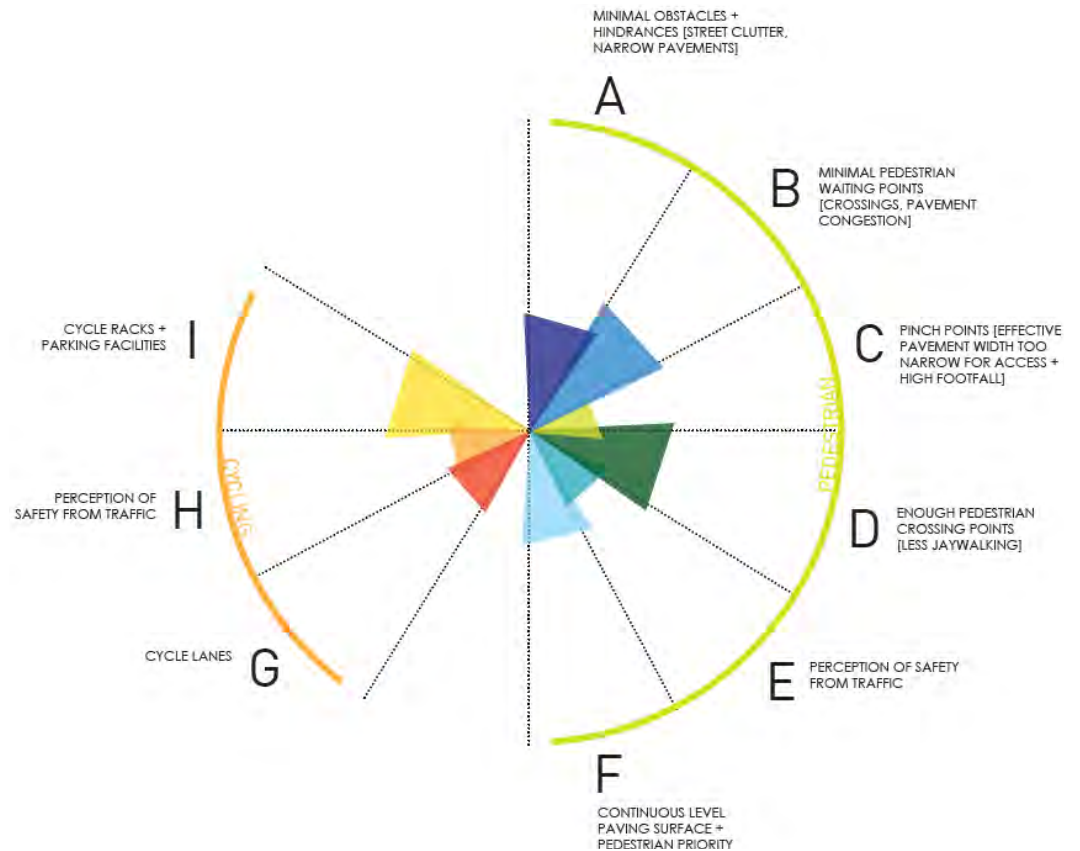 MINIMAL OBSTACLES +
HINDRANCES [STREET CLUTTER,
NARROW PAVEMENTS]
A
B
MINIMAL PEDESTRIAN
WAITING POINTS
[CROSSINGS, PAVEMENT
CONGESTION]
C
PINCH POINTS [EFFECTIVE
PAVEMENT WIDTH TOO
NARROW FOR ACCESS +
HIGH FOOTFALL]
PEDESTRIAN
D
ENOUGH PEDESTRIAN
CROSSING POINTS
[LESS JAYWALKING]
E
PERCEPTION OF SAFETY
FROM TRAFFIC
F
CONTINUOUS LEVEL
PAVING SURFACE +
PEDESTRIAN PRIORITY
CYCLE LANES
G
PERCEPTION OF
SAFETY FROM TRAFFIC
H
CYCLING
CYCLE RACKS +
PARKING FACILITIES
I